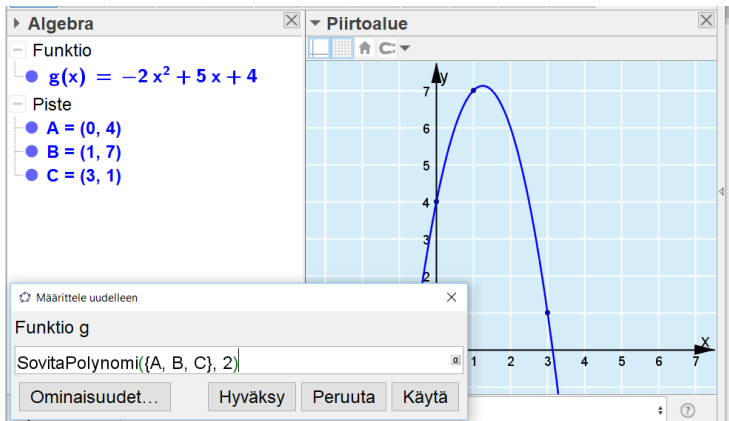 Algebra
Funktio
g(x) = −2 x² + 5 x + 4
Piste
A = (0, 4)
B = (1, 7)
C = (3, 1)
Piirtoalue
y
7
6
5
4
3
2
1 2 3 4 5 6 7
x
Määrittele uudelleen
Funktio g
SovitaPolynomi({A, B, C}, 2)
α
Ominaisuudet… Hyväksy Peruuta Käytä
?